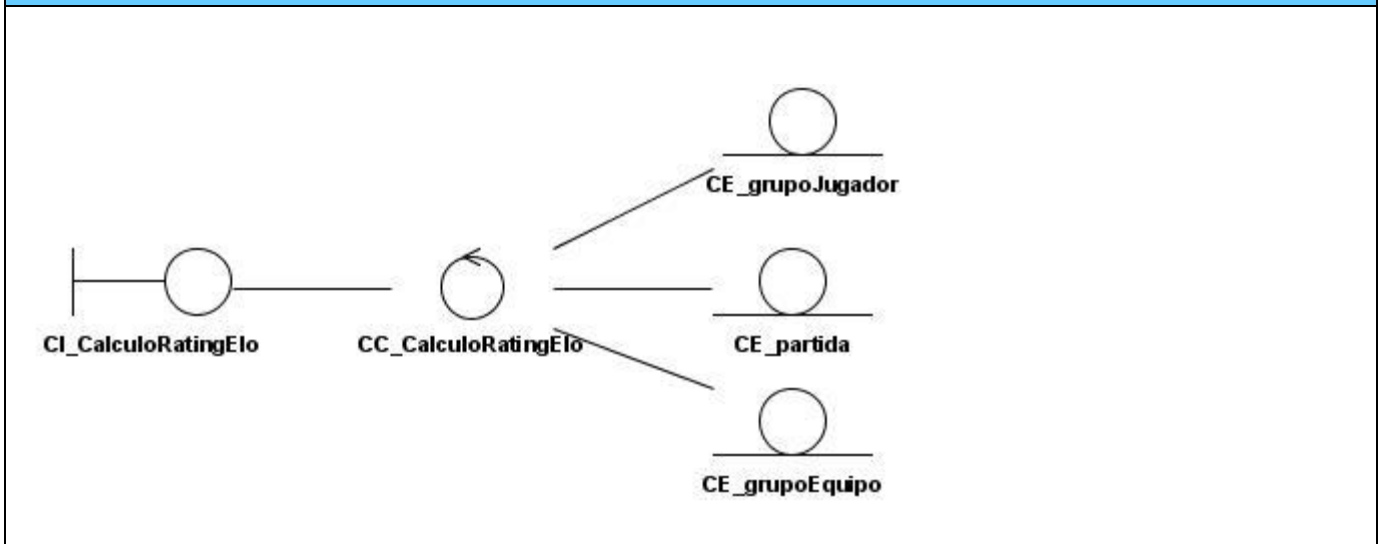 CE_grupoJugador
CI_CalculoRatingElo
CC_CalculoRatingElo
CE_partida
CE_grupoEquipo